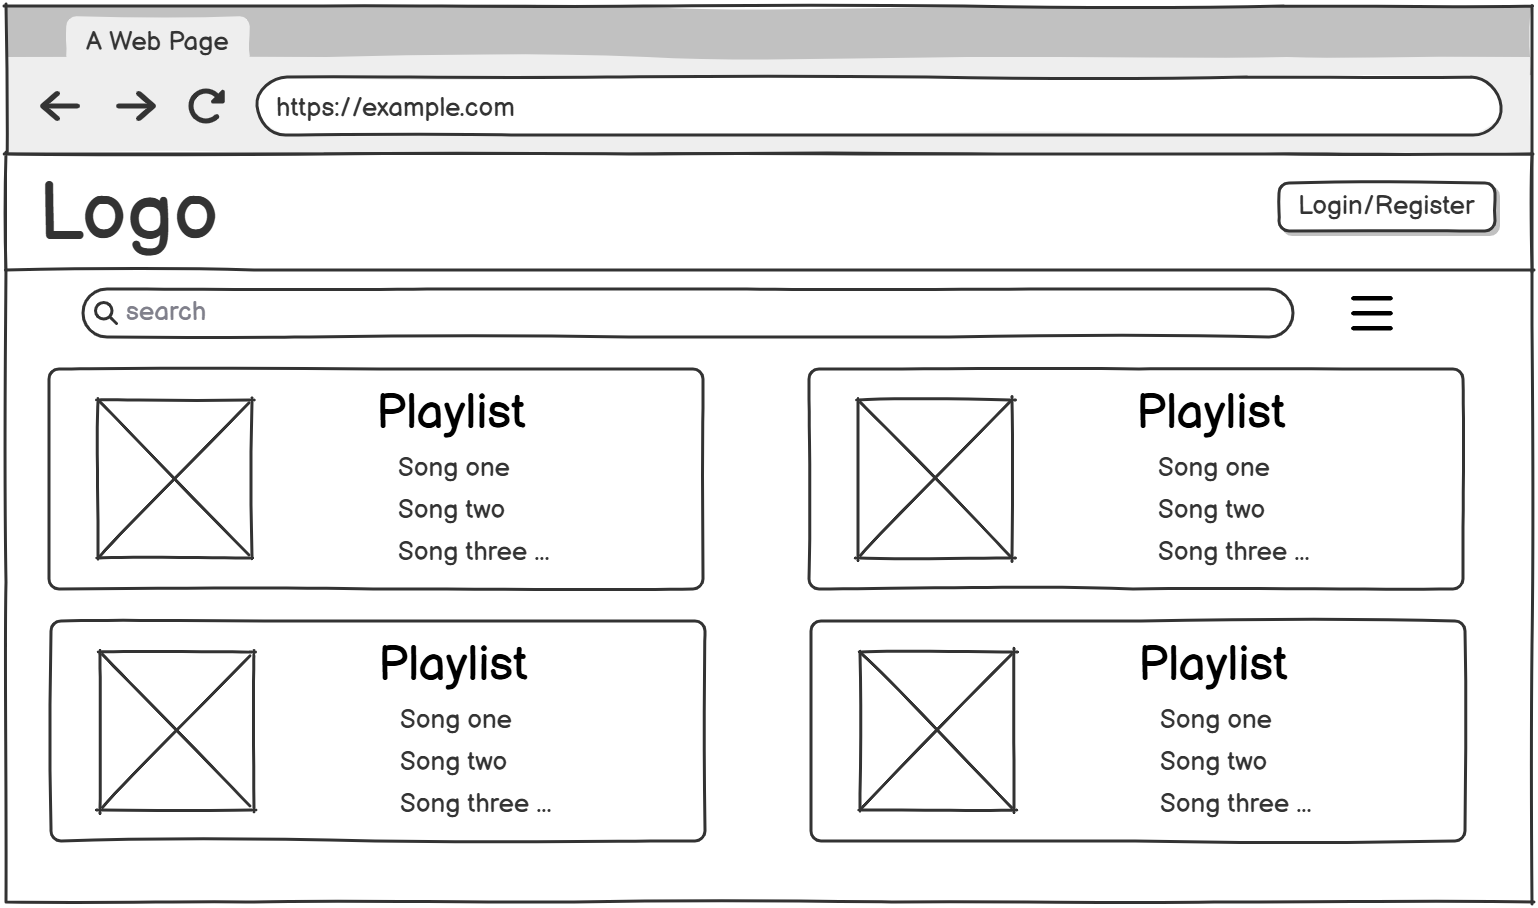 A Web Page
https://example.com
Logo
Login/Register
search
Playlist
Song one
Song two
Song three ...
Playlist
Song one
Song two
Song three ...
Playlist
Song one
Song two
Song three ...
Playlist
Song one
Song two
Song three ...